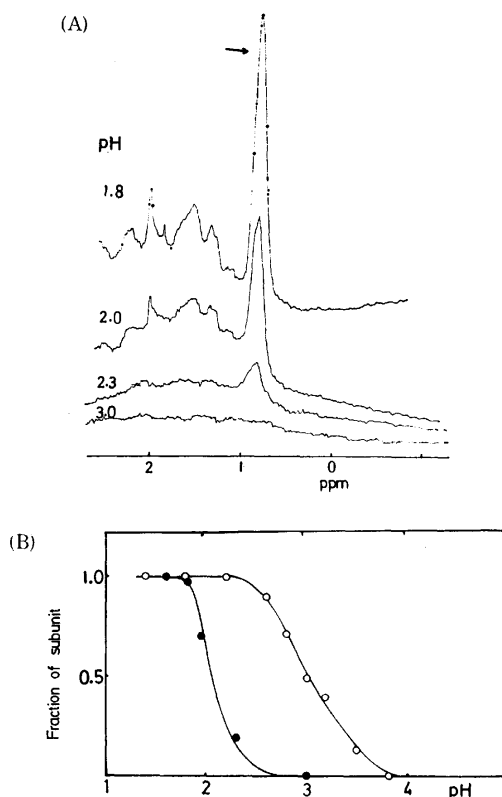 (A)
pH
1.8
2.0
2.3
3.0
2 1 0
ppm
(B)
Fraction of subunit
1.0
0.5
1 2 3 4 pH